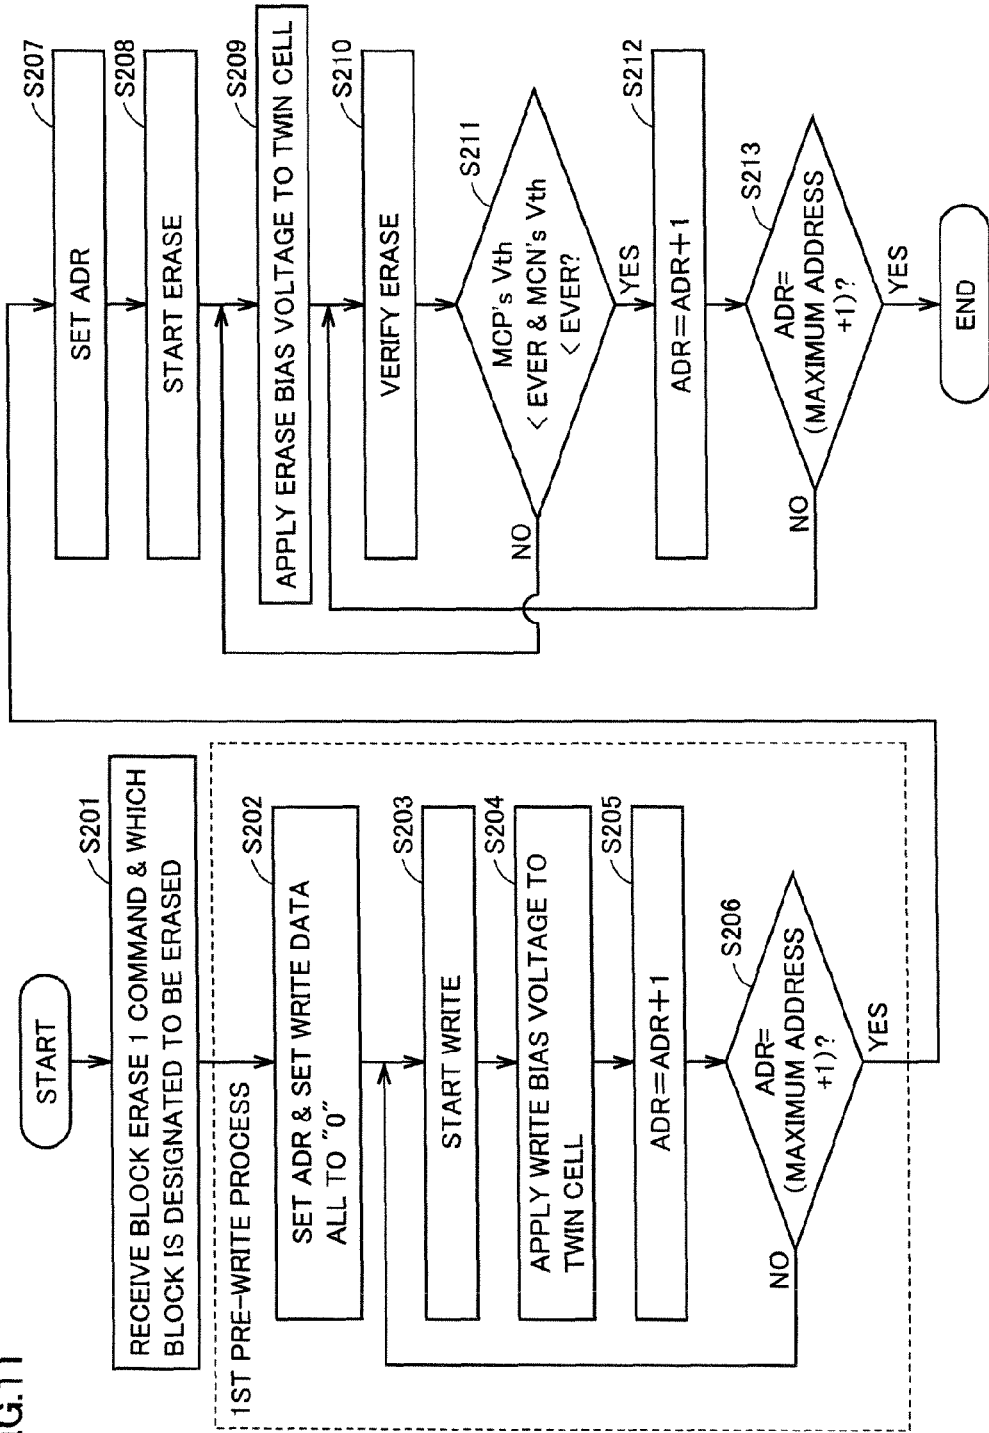 G.11
START
S201
RECEIVE BLOCK ERASE 1 COMMAND & WHICH
BLOCK IS DESIGNATED TO BE ERASED
1ST PRE-WRITE PROCESS
S202
SET ADR & SET WRITE DATA
ALL TO "0"
S203
START WRITE
S204
APPLY WRITE BIAS VOLTAGE TO
TWIN CELL
S205
ADR=ADR+1
S206
ADR=
(MAXIMUM ADDRESS
+1)?
NO
YES
S207
SET ADR
S208
START ERASE
S209
APPLY ERASE BIAS VOLTAGE TO TWIN CELL
S210
VERIFY ERASE
S211
MCP's Vth
< EVER & MCN's Vth
< EVER?
NO
YES
S212
ADR=ADR+1
S213
ADR=
(MAXIMUM ADDRESS
+1)?
NO
YES
END